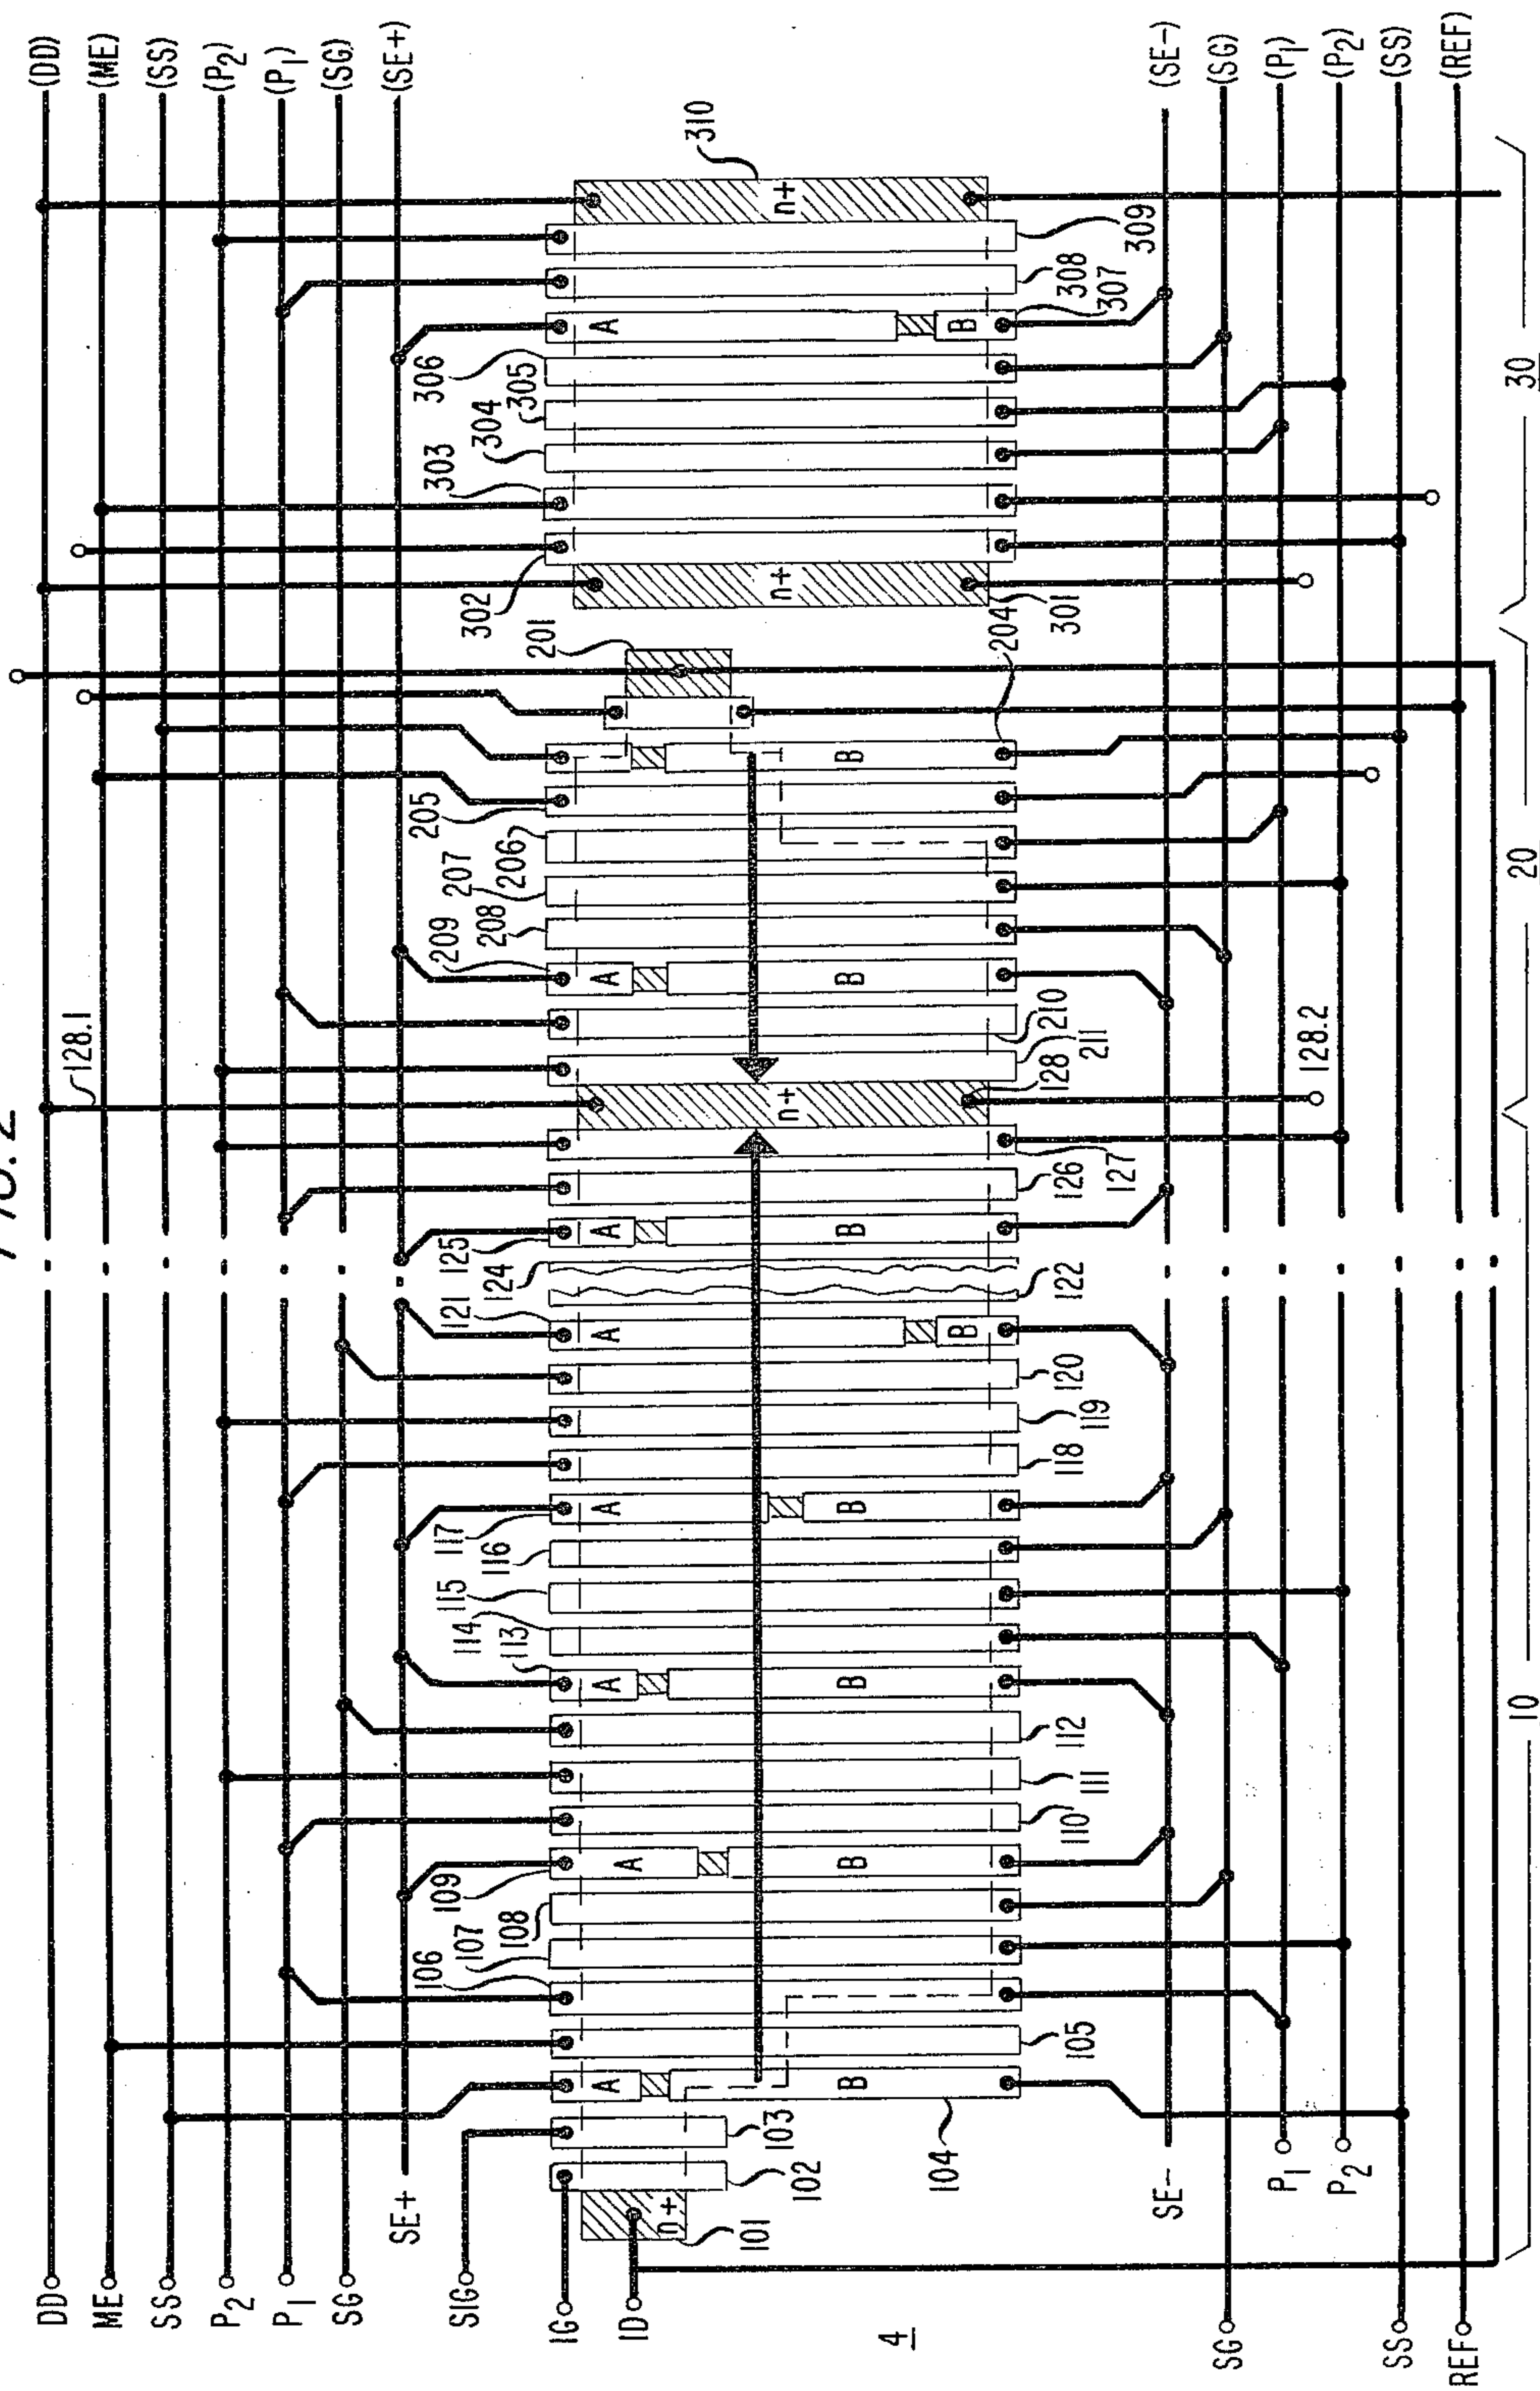 FIG. 2
DD
ME
SS
P2
P1
SG
SE+
SIG
IG
ID
4
SE-
P1
P2
SG
SS
REF
(DD)
(ME)
(SS)
(P2)
(P1)
(SG)
(SE+)
(SE-)
(SG)
(P1)
(P2)
(SS)
(REF)
128.1
128.2
n+
101
102
103
104
A
B
105
106
107
108
109
A
B
110
111
112
113
A
B
114
115
116
117
A
B
118
119
120
121
A
B
122
124
125
A
B
126
127
128
n+
211
210
209
A
B
208
207
206
205
204
B
201
301
n+
302
303
304
305
306
307
A
B
308
309
310
n+
10
20
30